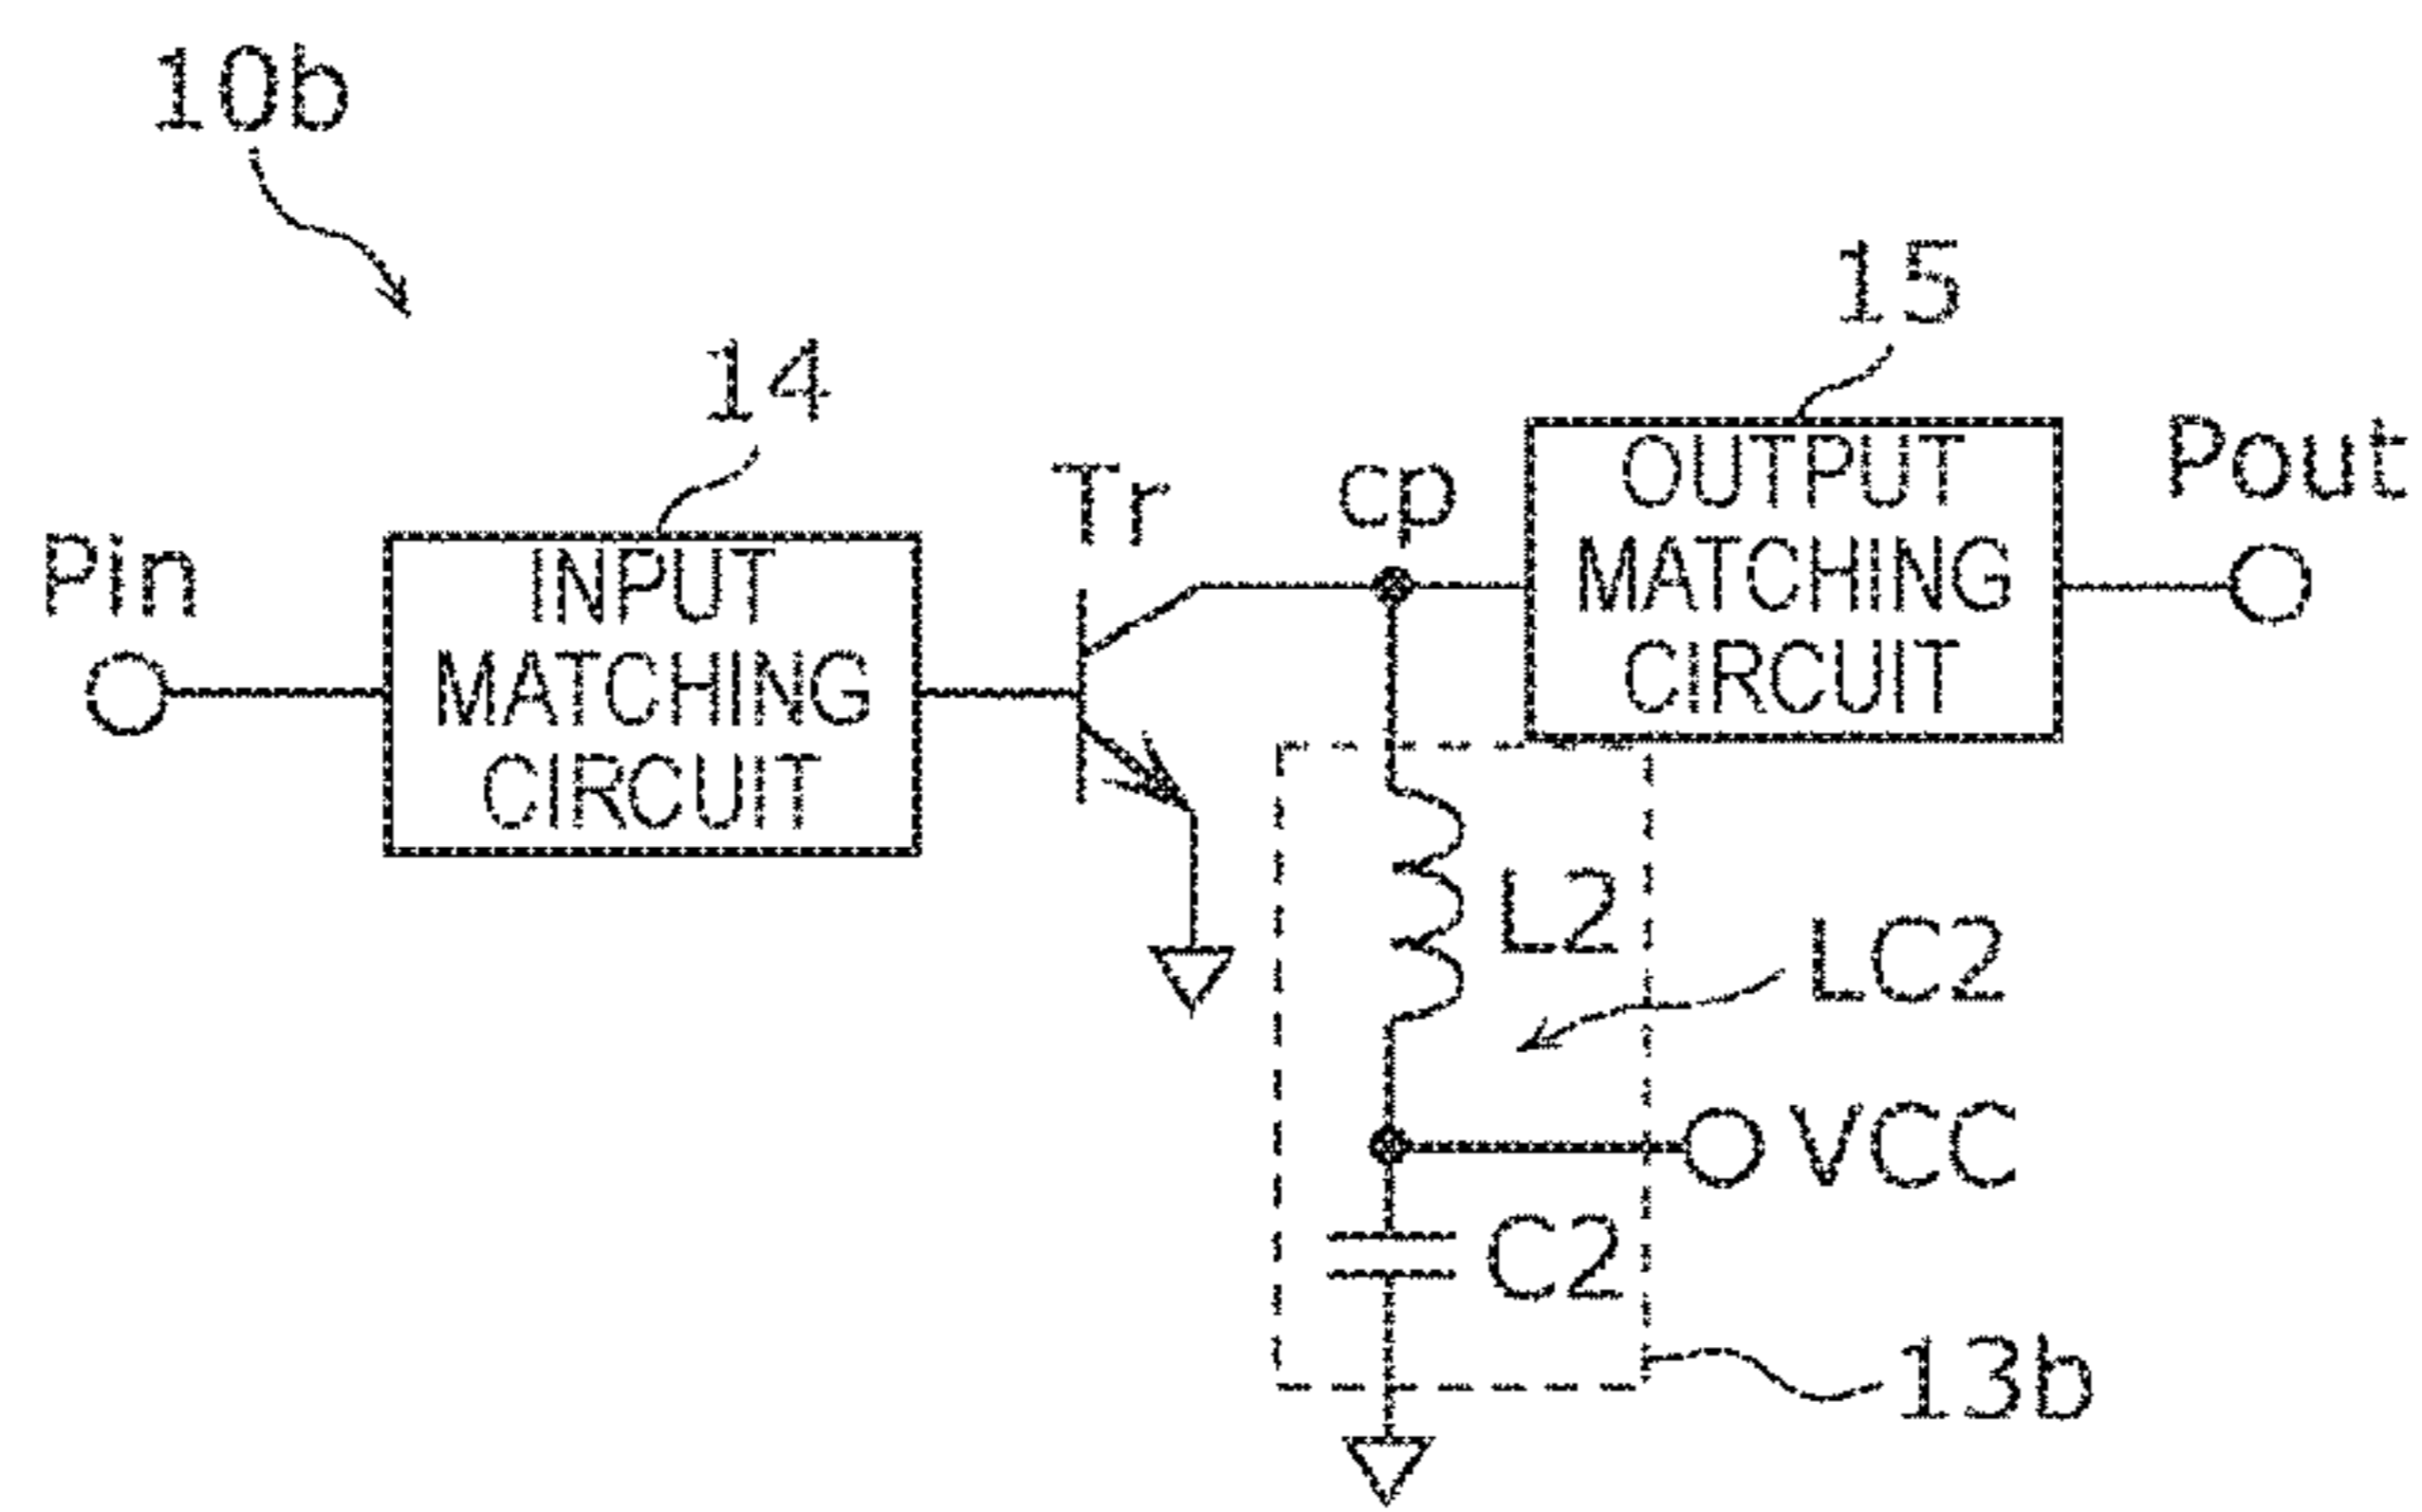 10b
15
14
Pout
Tr
cp
OUTPUT
MATCHING
CIRCUIT
Pin
INPUT
MATCHING
CIRCUIT
L2
LC2
VCC
C2
13b